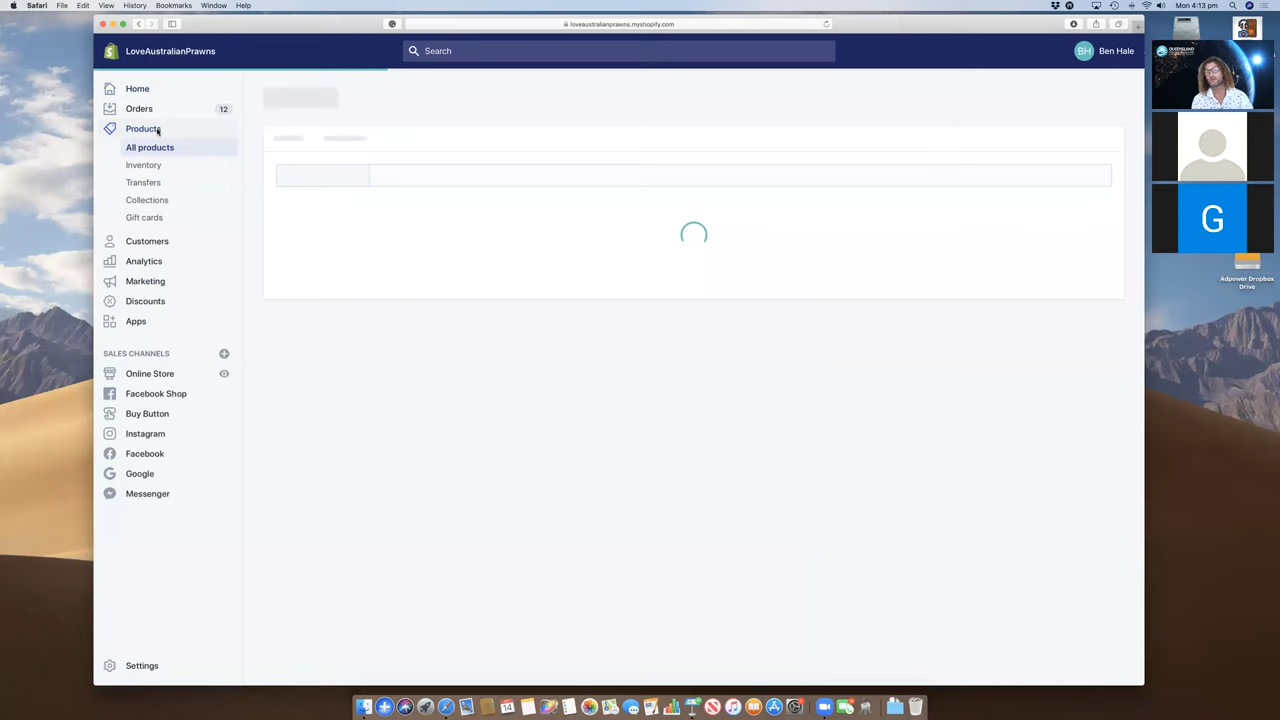 Safari File Edit View History Bookmarks Window Help
Mon 4:13 pm
loveaustralianprawns.myshopify.com
LoveAustralianPrawns
Search
BH Ben Hale
Home
Orders 12
Products
All products
Inventory
Transfers
Collections
Gift cards
Customers
Analytics
Marketing
Discounts
Apps
SALES CHANNELS
Online Store
Facebook Shop
Buy Button
Instagram
Facebook
Google
Messenger
Settings
QUEENSLAND
G
Adpower Dropbox
Drive
14